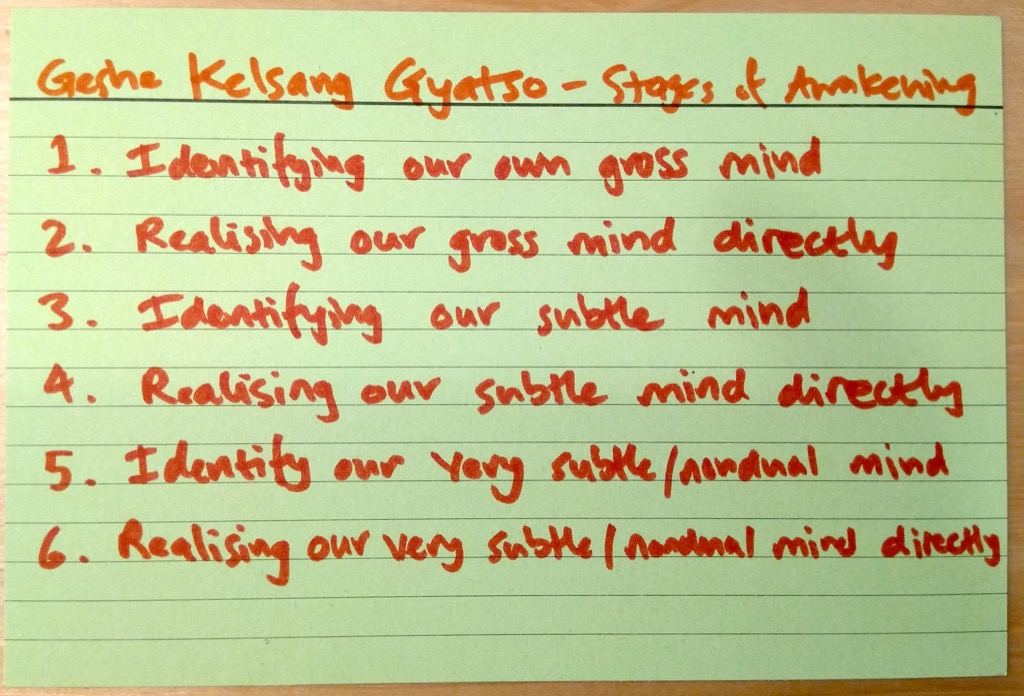 Geshe Kelsang Gyatso - Stages of Awakening
1. Identifying our own gross mind
2. Realising our gross mind directly
3. Identifying our subtle mind
4. Realising our subtle mind directly
5. Identify our very subtle/nondual mind
6. Realising our very subtle/nondual mind directly